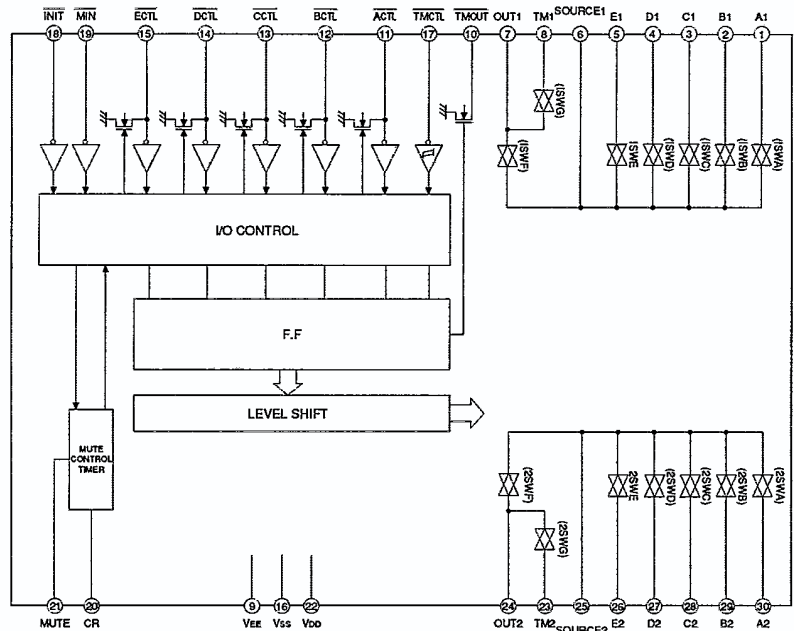 INIT MIN ECTL DCTL CCTL BCTL ACTL TMCTL TMOUT OUT1 TM1 SOURCE1 E1 D1 C1 B1 A1
18 19 15 14 13 12 11 17 10 7 8 6 5 4 3 2 1
(1SWG)
(1SWF) 1SWE (1SWD) (1SWC) (1SWB) (1SWA)
I/O CONTROL
F.F
LEVEL SHIFT
MUTE
CONTROL
TIMER
(2SWF) 2SWE (2SWD) (2SWC) (2SWB) (2SWA)
(2SWG)
21 20 9 16 22 24 23 25 26 27 28 29 30
MUTE CR VEE VSS VDD OUT2 TM2 SOURCE2 E2 D2 C2 B2 A2